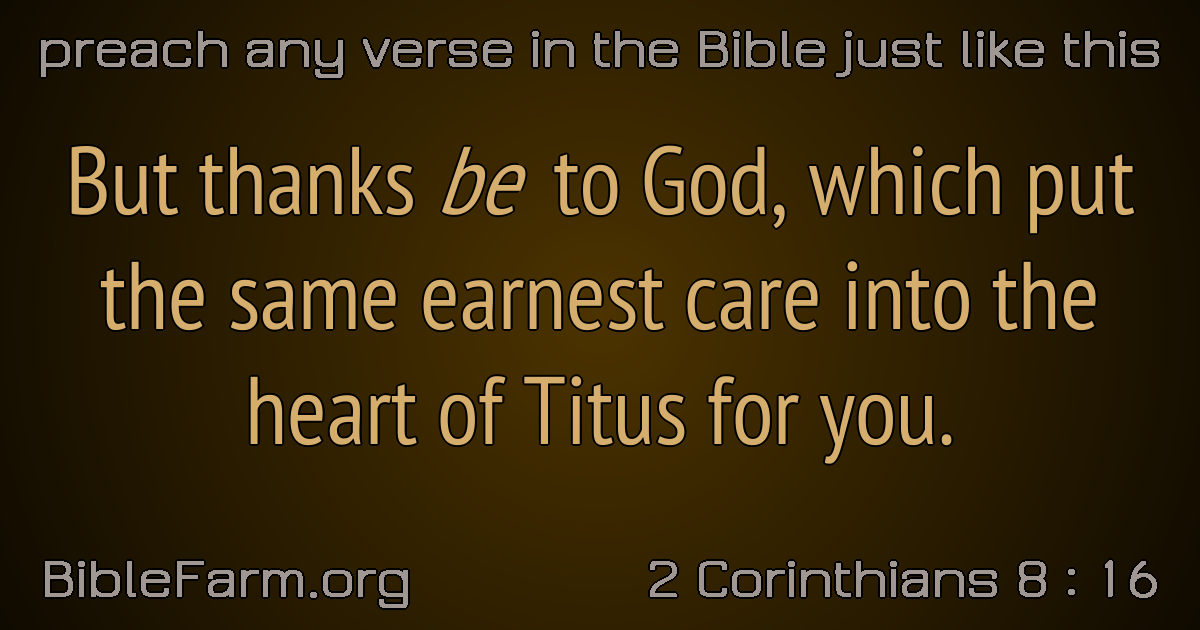 preach any verse in the Bible just like this
But thanks be to God, which put
the same earnest care into the
heart of Titus for you.
BibleFarm.org
2 Corinthians 8 : 16